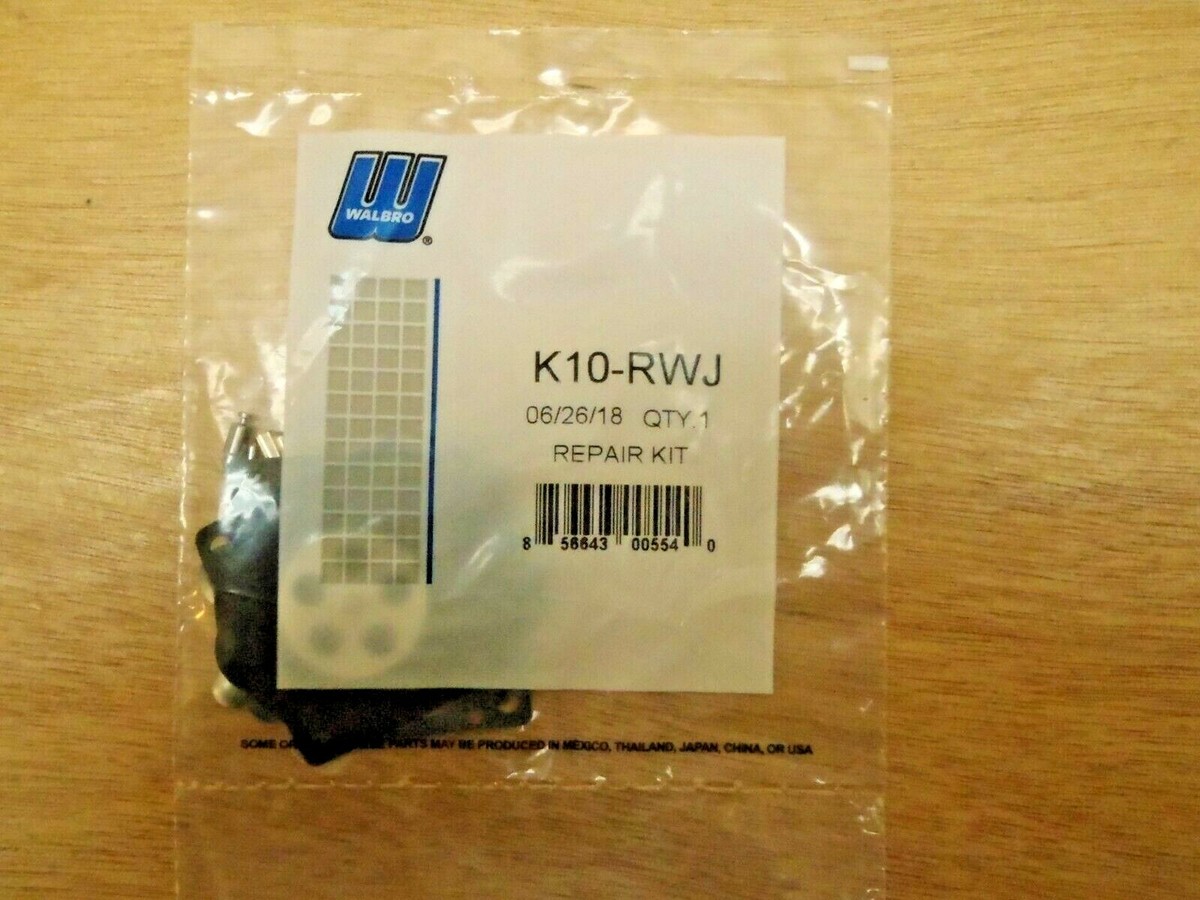 WALBRO
®
K10-RWJ
06/26/18 QTY.1
REPAIR KIT
8 56643 00554 0
SOME PARTS MAY BE PRODUCED IN MEXICO, THAILAND, JAPAN, CHINA, OR USA